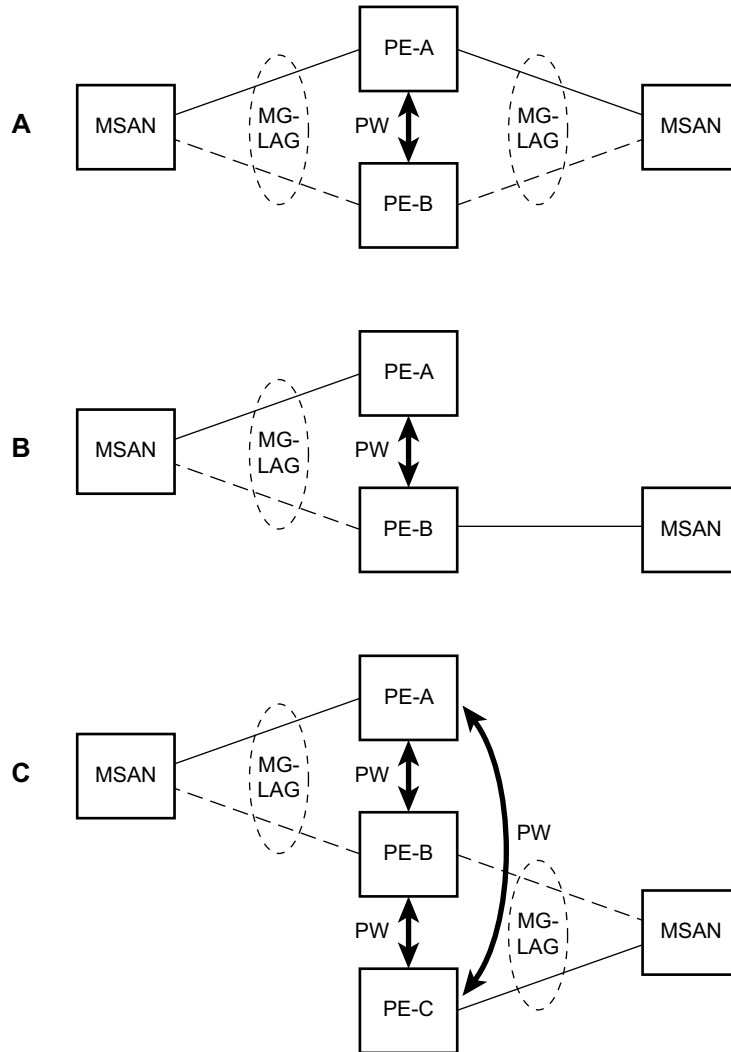 PE-A
A
MSAN
MG-
LAG
PW
MG-
LAG
MSAN
PE-B
PE-A
B
MSAN
MG-
LAG
PW
PE-B
MSAN
PE-A
C
MSAN
MG-
LAG
PW
PE-B
PW
PW
MG-
LAG
MSAN
PE-C